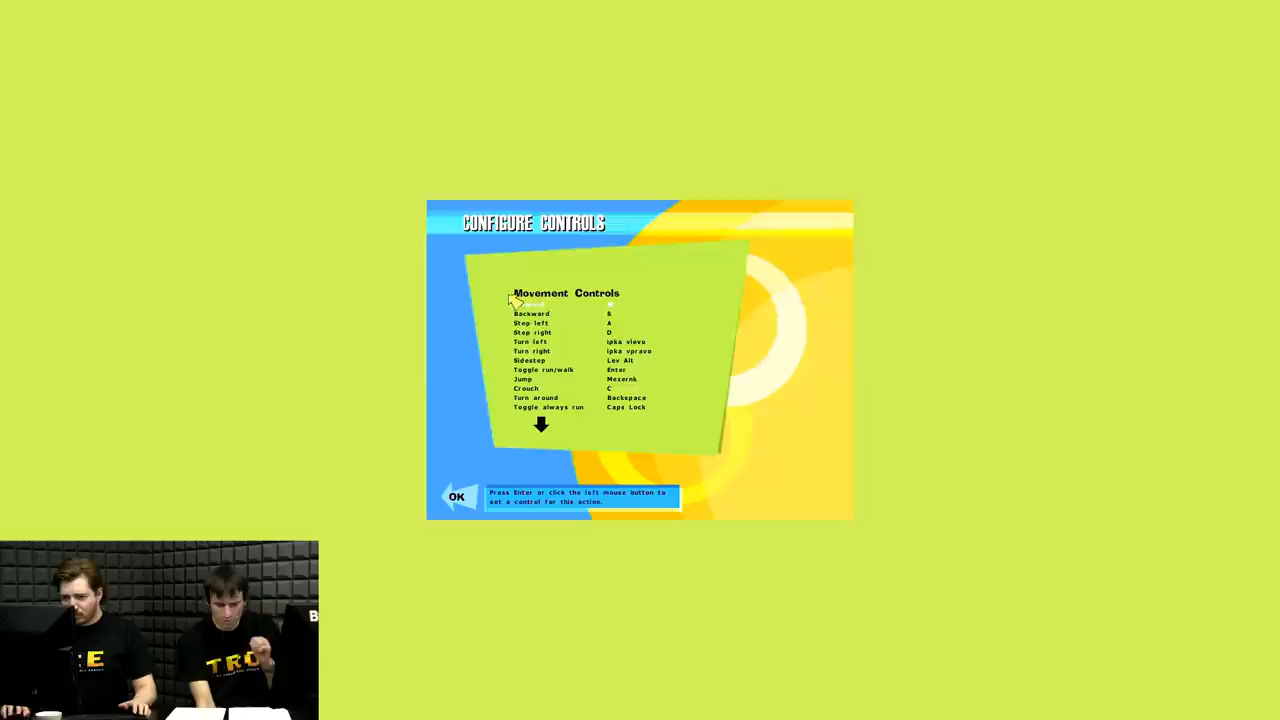 CONFIGURE CONTROLS
Movement Controls
Backward S
Step left A
Step right D
Turn left ipka vlevo
Turn right ipka vpravo
Sidestep Lev Alt
Toggle run/walk Enter
Jump Mezernk
Crouch C
Turn around Backspace
Toggle always run Caps Lock
OK
Press Enter or click the left mouse button to
set a control for this action.
TRO